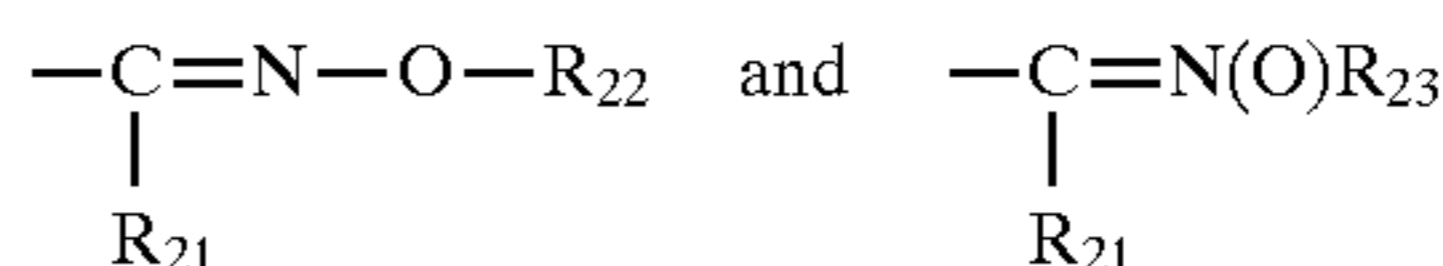 —C=N—O—R₂₂ and —C=N(O)R₂₃
R₂₁ R₂₁